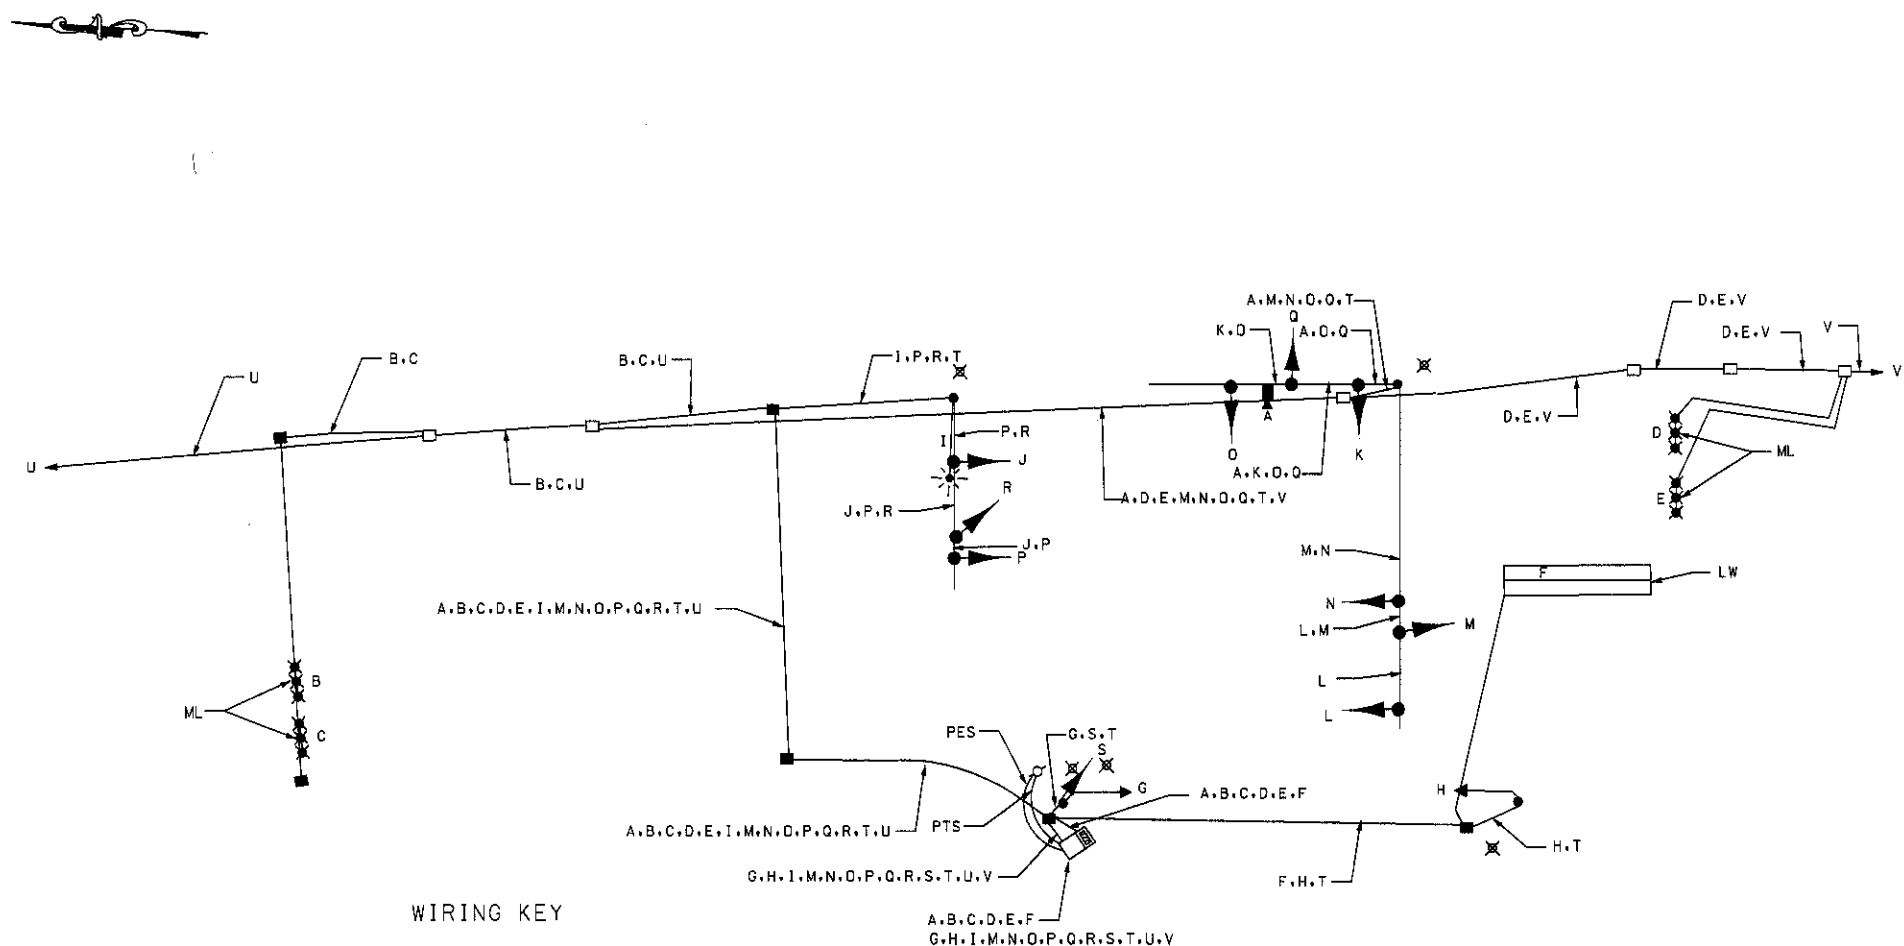 A.M.N.O.Q.T
D.E.V
Q
K.O
A.O.Q
D.E.V
V
B.C
B.C.U
I.P.R.T
U
V
A
D.E.V
P.R
D
I
O
K
ML
U
J
A.K.O.Q
B.C.U
R
A.D.E.M.N.O.Q.T.V
E
J.P.R
J.P
P
M.N
F
LW
A.B.C.D.E.I.M.N.O.P.Q.R.T.U
N
L.M
M
B
L
ML
L
C
PES
G.S.T
S
G
A.B.C.D.E.F
H
A.B.C.D.E.I.M.N.O.P.Q.R.T.U
PTS
H.T
G.H.I.M.N.O.P.Q.R.S.T.U.V
F.H.T
WIRING KEY
A.B.C.D.E.F
G.H.I.M.N.O.P.Q.R.S.T.U.V